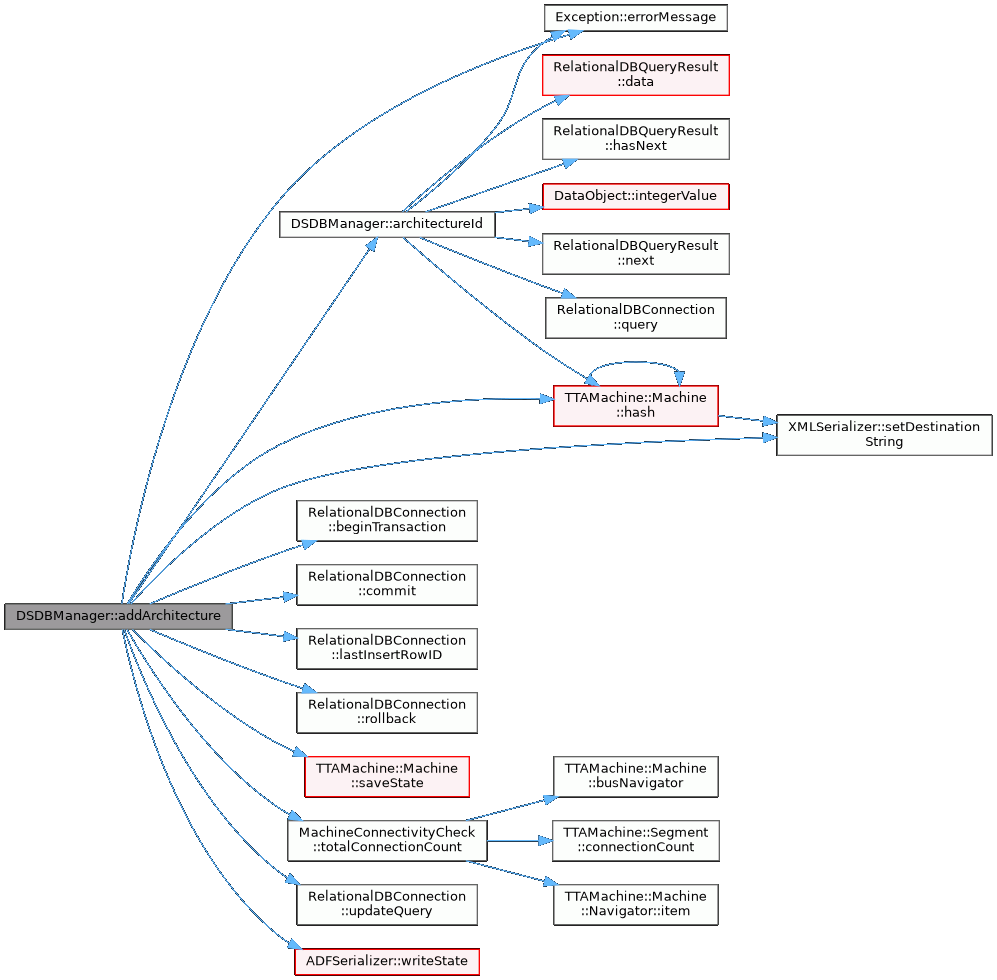 Exception::errorMessage
RelationalDBQueryResult
::data
RelationalDBQueryResult
::hasNext
DataObject::integerValue
DSDBManager::architectureId
RelationalDBQueryResult
::next
RelationalDBConnection
::query
TTAMachine::Machine
::hash
XMLSerializer::setDestination
String
RelationalDBConnection
::beginTransaction
RelationalDBConnection
::commit
DSDBManager::addArchitecture
RelationalDBConnection
::lastInsertRowID
RelationalDBConnection
::rollback
TTAMachine::Machine
::saveState
TTAMachine::Machine
::busNavigator
MachineConnectivityCheck
::totalConnectionCount
TTAMachine::Segment
::connectionCount
RelationalDBConnection
::updateQuery
TTAMachine::Machine
::Navigator::item
ADFSerializer::writeState